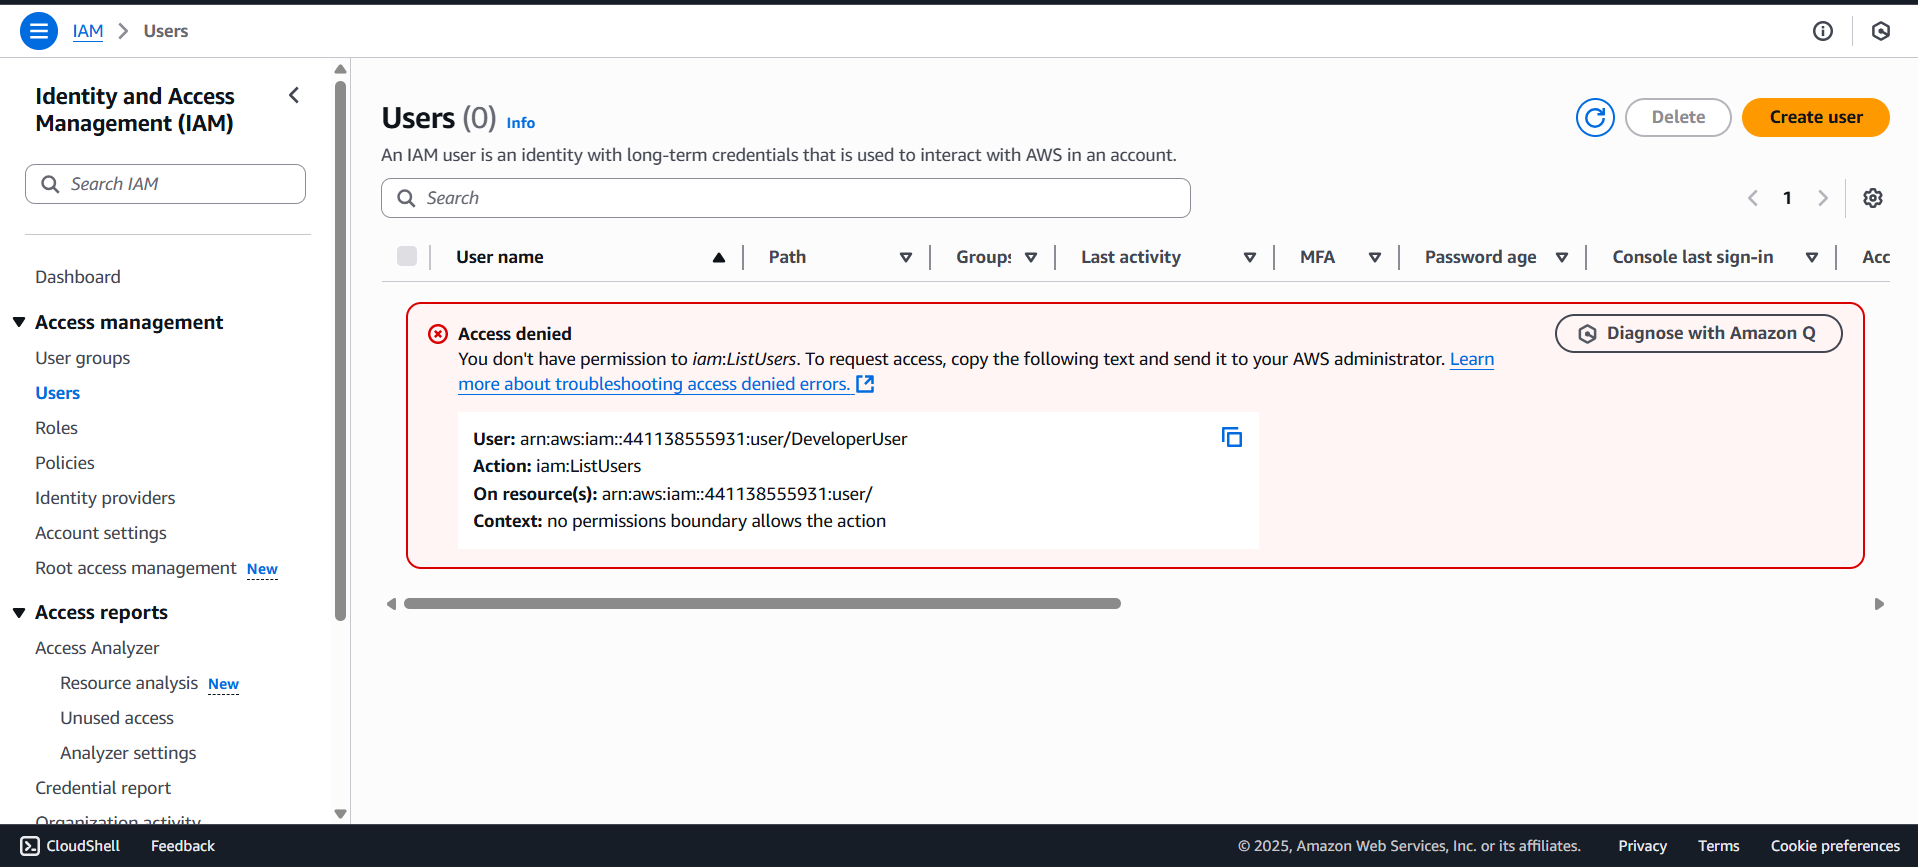 IAM > Users
Identity and Access
Management (IAM)
Search IAM
Dashboard
Access management
User groups
Users
Roles
Policies
Identity providers
Account settings
Root access management New
Access reports
Access Analyzer
Resource analysis New
Unused access
Analyzer settings
Credential report
Organization activity
Users (0) Info
Delete
Create user
An IAM user is an identity with long-term credentials that is used to interact with AWS in an account.
Search
1
User name
Path
Groups
Last activity
MFA
Password age
Console last sign-in
Acc
Access denied
Diagnose with Amazon Q
You don't have permission to iam:ListUsers. To request access, copy the following text and send it to your AWS administrator. Learn
more about troubleshooting access denied errors.
User: arn:aws:iam::441138555931:user/DeveloperUser
Action: iam:ListUsers
On resource(s): arn:aws:iam::441138555931:user/
Context: no permissions boundary allows the action
CloudShell
Feedback
© 2025, Amazon Web Services, Inc. or its affiliates.
Privacy
Terms
Cookie preferences